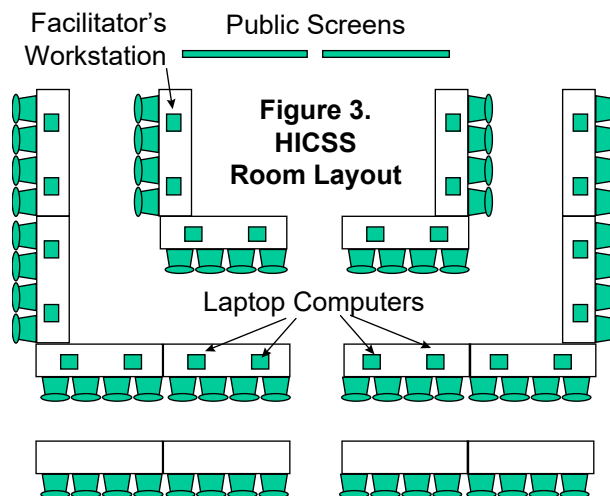 Facilitator's
Workstation
Public Screens
Figure 3.
HICSS
Room Layout
Laptop Computers